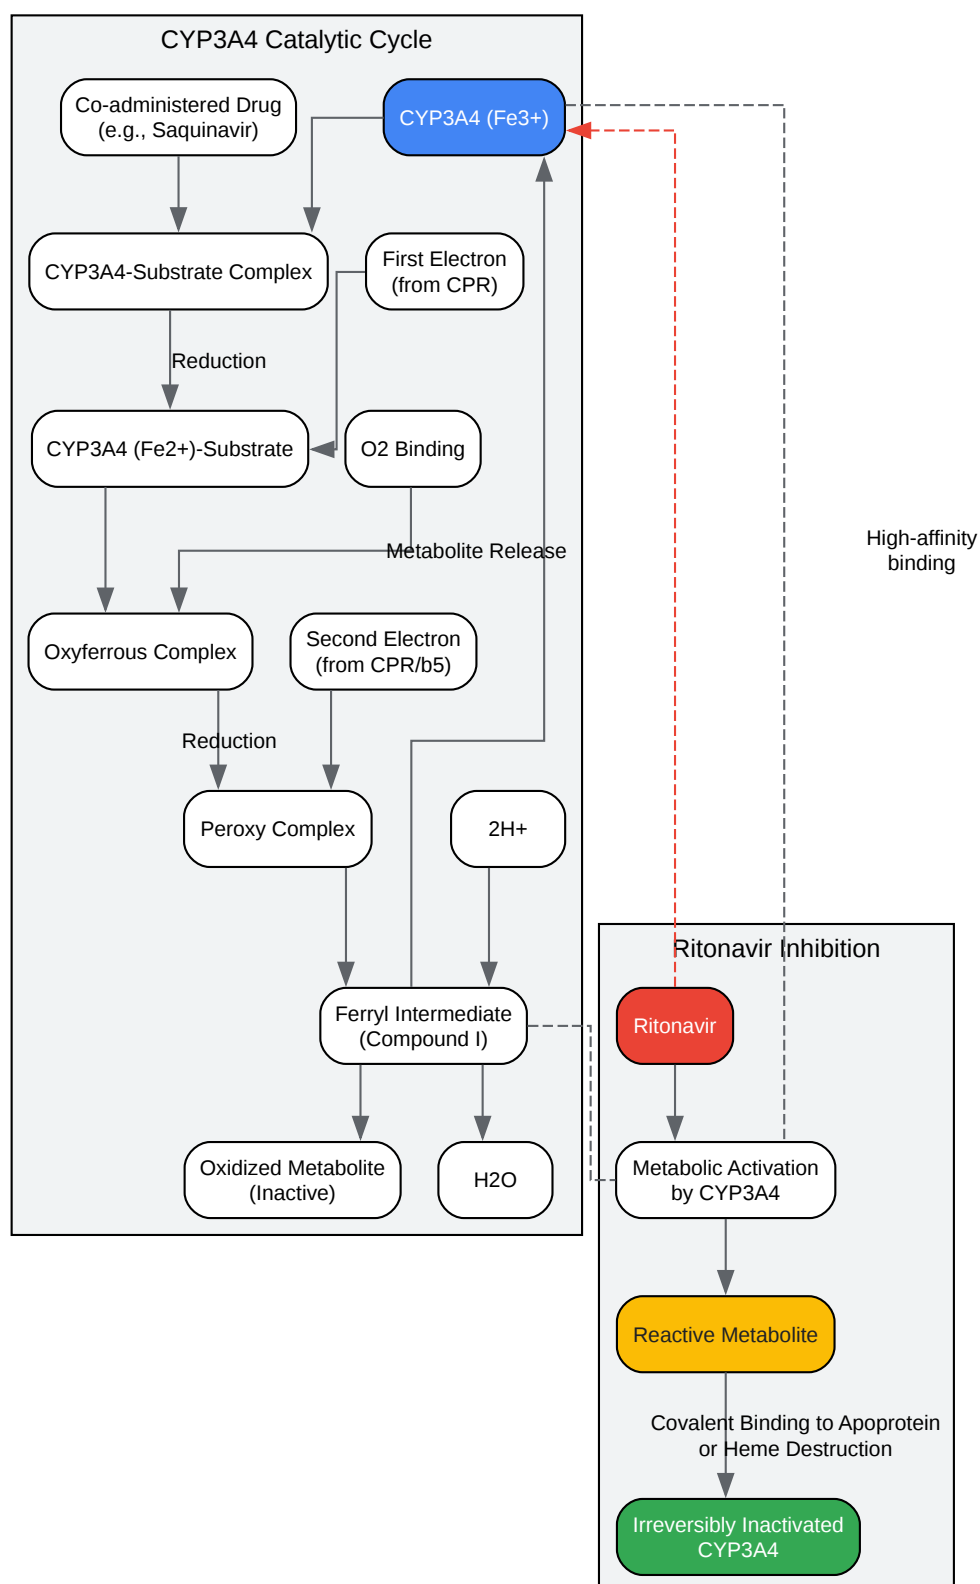 CYP3A4 Catalytic Cycle
Co-administered Drug
(e.g., Saquinavir)
CYP3A4 (Fe3+)
CYP3A4-Substrate Complex
First Electron
(from CPR)
Reduction
CYP3A4 (Fe2+)-Substrate
O2 Binding
Metabolite Release
High-affinity
binding
Oxyferrous Complex
Second Electron
(from CPR/b5)
Reduction
Peroxy Complex
2H+
Ritonavir Inhibition
Ferryl Intermediate
(Compound I)
Ritonavir
Oxidized Metabolite
(Inactive)
H2O
Metabolic Activation
by CYP3A4
Reactive Metabolite
Covalent Binding to Apoprotein
or Heme Destruction
Irreversibly Inactivated
CYP3A4